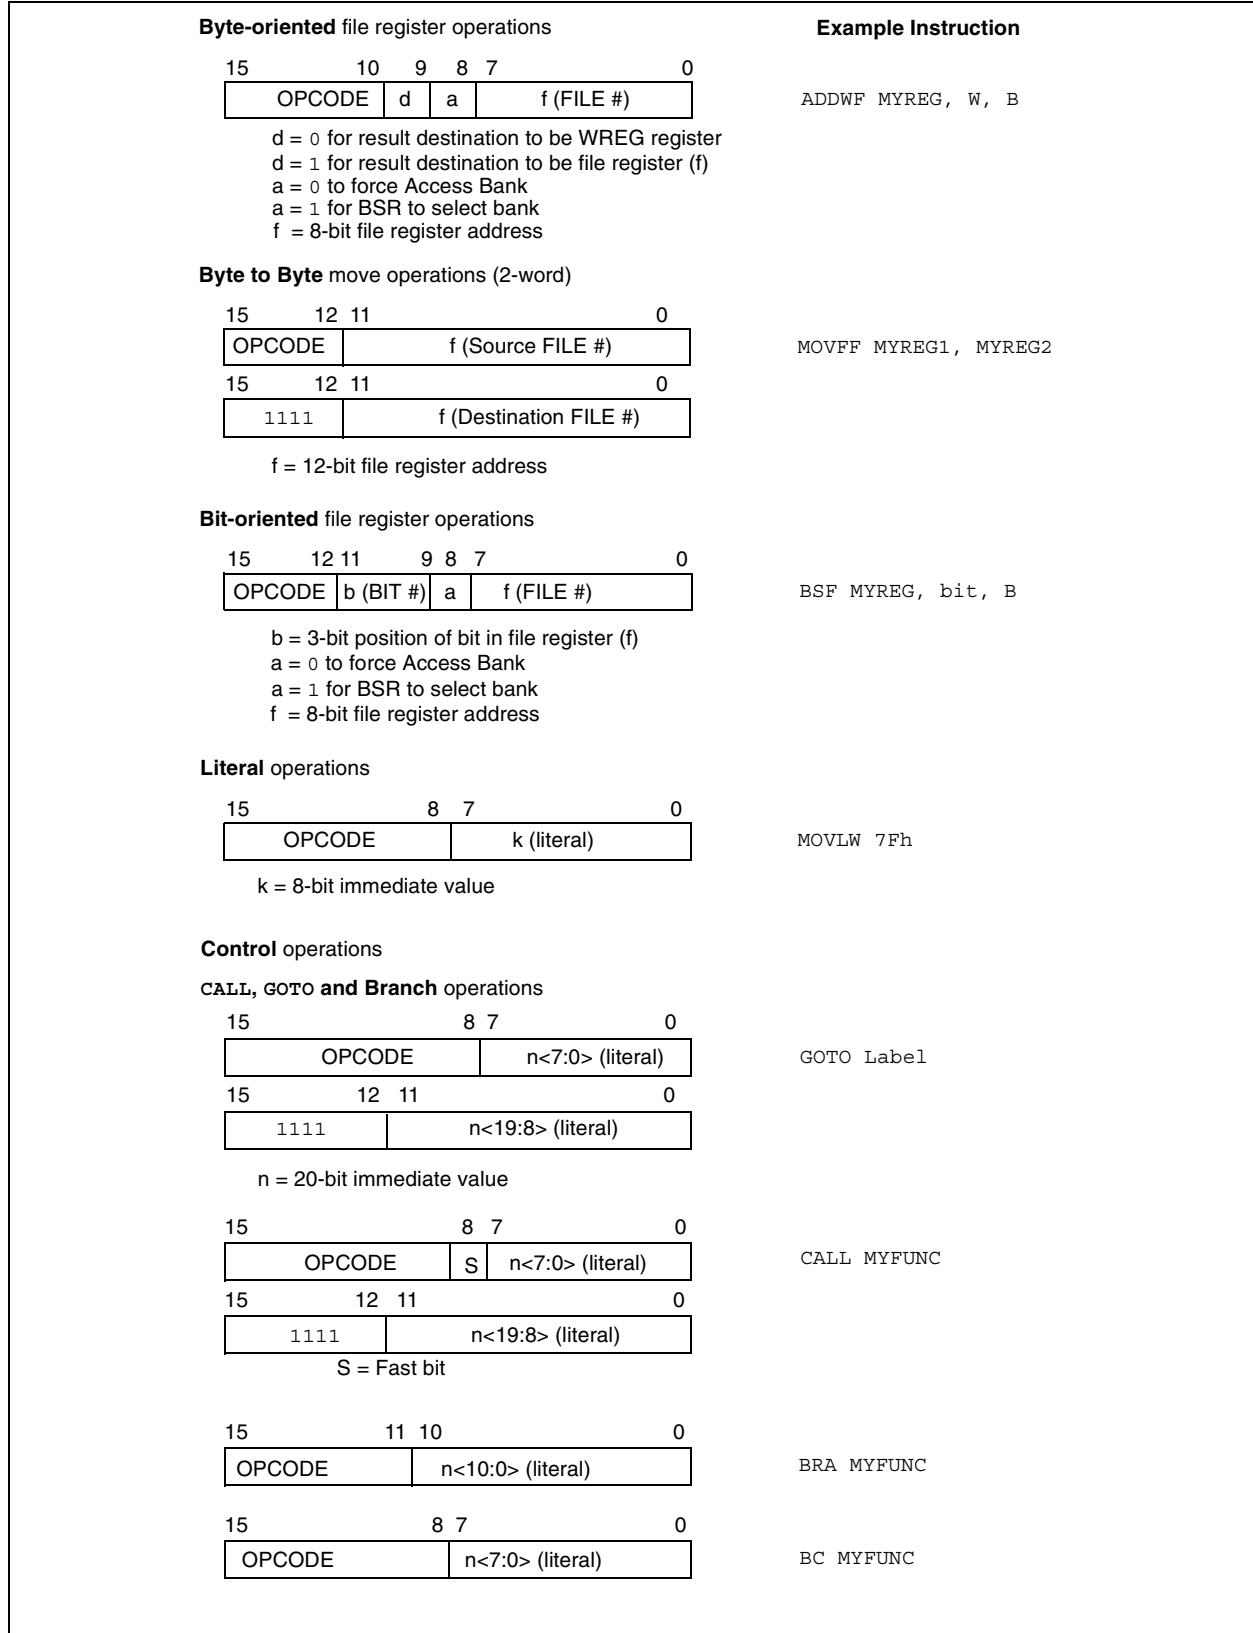 Byte-oriented file register operations    Example Instruction
15 10 9 8 7 0
OPCODE d a f (FILE #)    ADDWF MYREG, W, B
d = 0 for result destination to be WREG register
d = 1 for result destination to be file register (f)
a = 0 to force Access Bank
a = 1 for BSR to select bank
f = 8-bit file register address
Byte to Byte move operations (2-word)
15 12 11 0
OPCODE f (Source FILE #)    MOVFF MYREG1, MYREG2
15 12 11 0
1111 f (Destination FILE #)
f = 12-bit file register address
Bit-oriented file register operations
15 12 11 9 8 7 0
OPCODE b (BIT #) a f (FILE #)    BSF MYREG, bit, B
b = 3-bit position of bit in file register (f)
a = 0 to force Access Bank
a = 1 for BSR to select bank
f = 8-bit file register address
Literal operations
15 8 7 0
OPCODE k (literal)    MOVLW 7Fh
k = 8-bit immediate value
Control operations
CALL, GOTO and Branch operations
15 8 7 0
OPCODE n<7:0> (literal)    GOTO Label
15 12 11 0
1111 n<19:8> (literal)
n = 20-bit immediate value
15 8 7 0
OPCODE S n<7:0> (literal)    CALL MYFUNC
15 12 11 0
1111 n<19:8> (literal)
S = Fast bit
15 11 10 0
OPCODE n<10:0> (literal)    BRA MYFUNC
15 8 7 0
OPCODE n<7:0> (literal)    BC MYFUNC